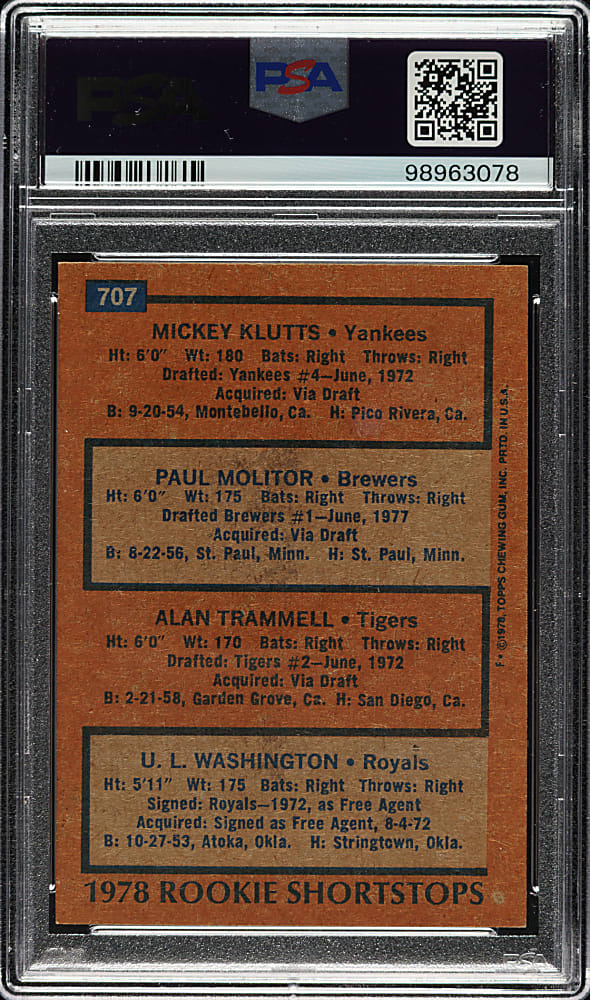 PSA
98963078
707
MICKEY KLUTTS • Yankees
Ht: 6'0" Wt: 180 Bats: Right Throws: Right
Drafted: Yankees #4—June, 1972
Acquired: Via Draft
B: 9-20-54, Montebello, Ca. H: Pico Rivera, Ca.
PAUL MOLITOR • Brewers
Ht: 6'0" Wt: 175 Bats: Right Throws: Right
Drafted Brewers #1—June, 1977
Acquired: Via Draft
B: 8-22-56, St. Paul, Minn. H: St. Paul, Minn.
ALAN TRAMMELL • Tigers
Ht: 6'0" Wt: 170 Bats: Right Throws: Right
Drafted: Tigers #2—June, 1972
Acquired: Via Draft
B: 2-21-58, Garden Grove, Ca. H: San Diego, Ca.
U. L. WASHINGTON • Royals
Ht: 5'11" Wt: 175 Bats: Right Throws: Right
Signed: Royals—1972, as Free Agent
Acquired: Signed as Free Agent, 8-4-72
B: 10-27-53, Atoka, Okla. H: Stringtown, Okla.
1978 ROOKIE SHORTSTOPS
F* ©1978, TOPPS CHEWING GUM, INC. PRTD. IN U.S.A.
PSA